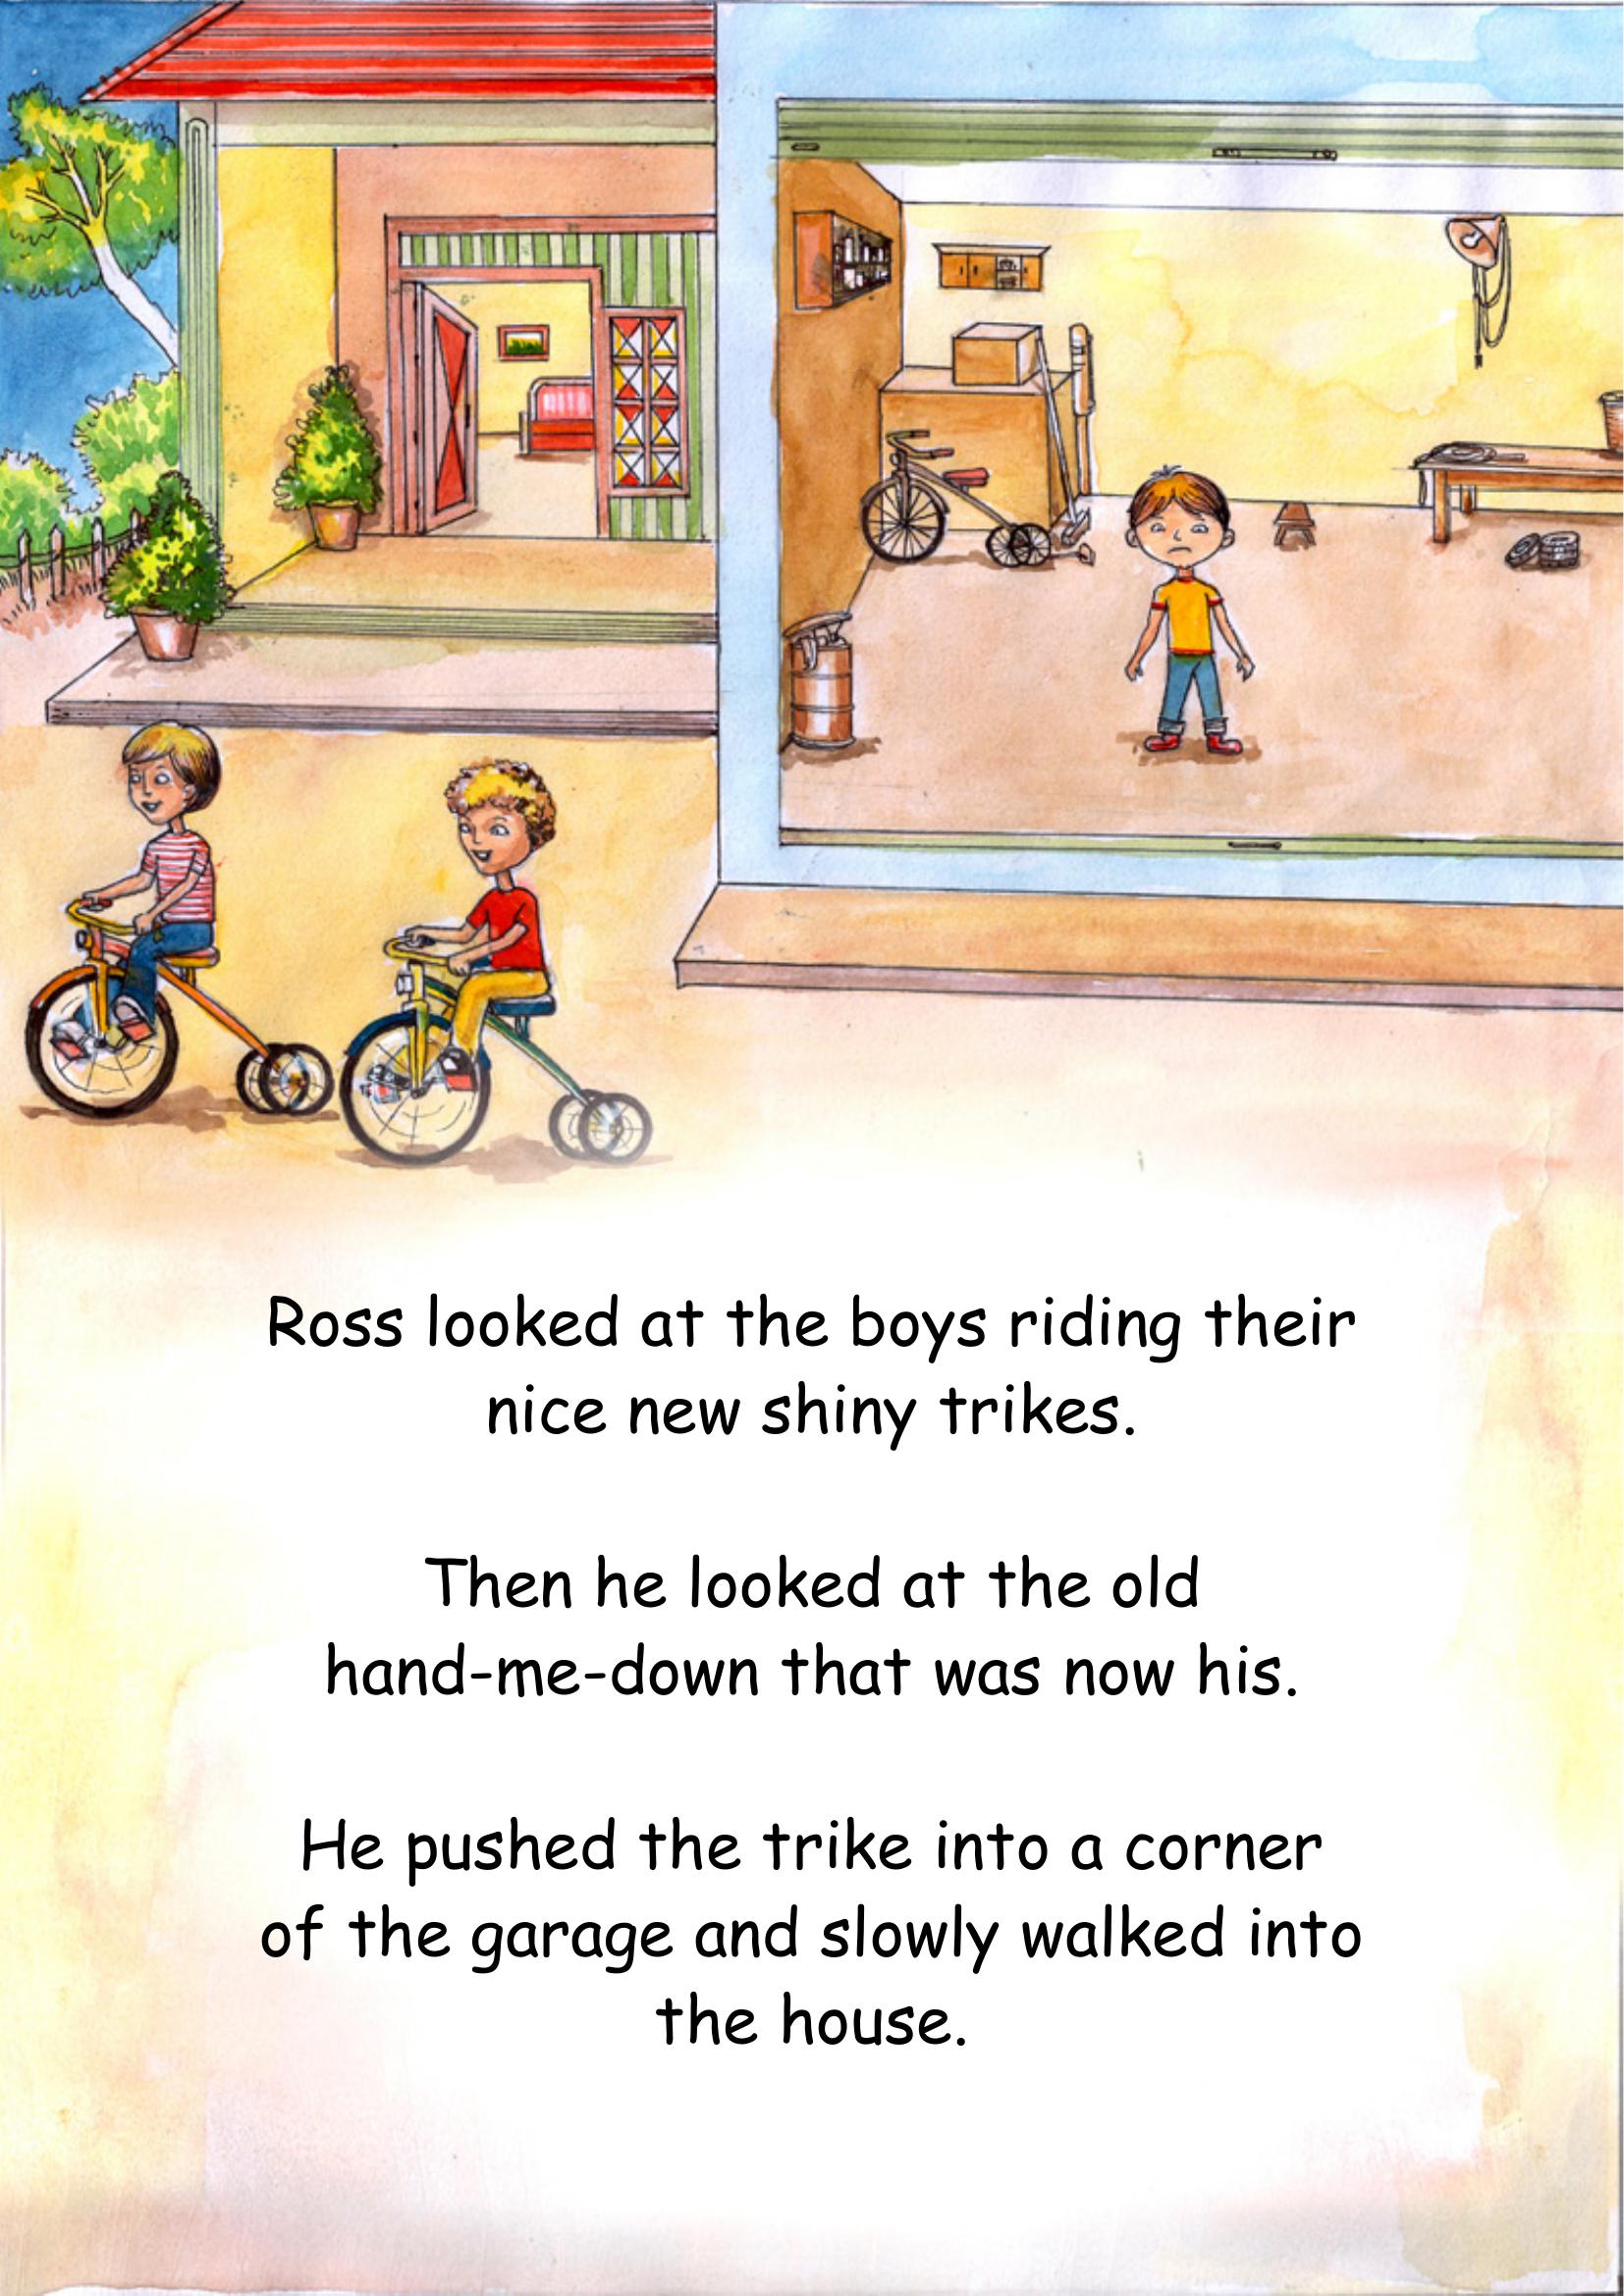 Ross looked at the boys riding their
nice new shiny trikes.
Then he looked at the old
hand-me-down that was now his.
He pushed the trike into a corner
of the garage and slowly walked into
the house.